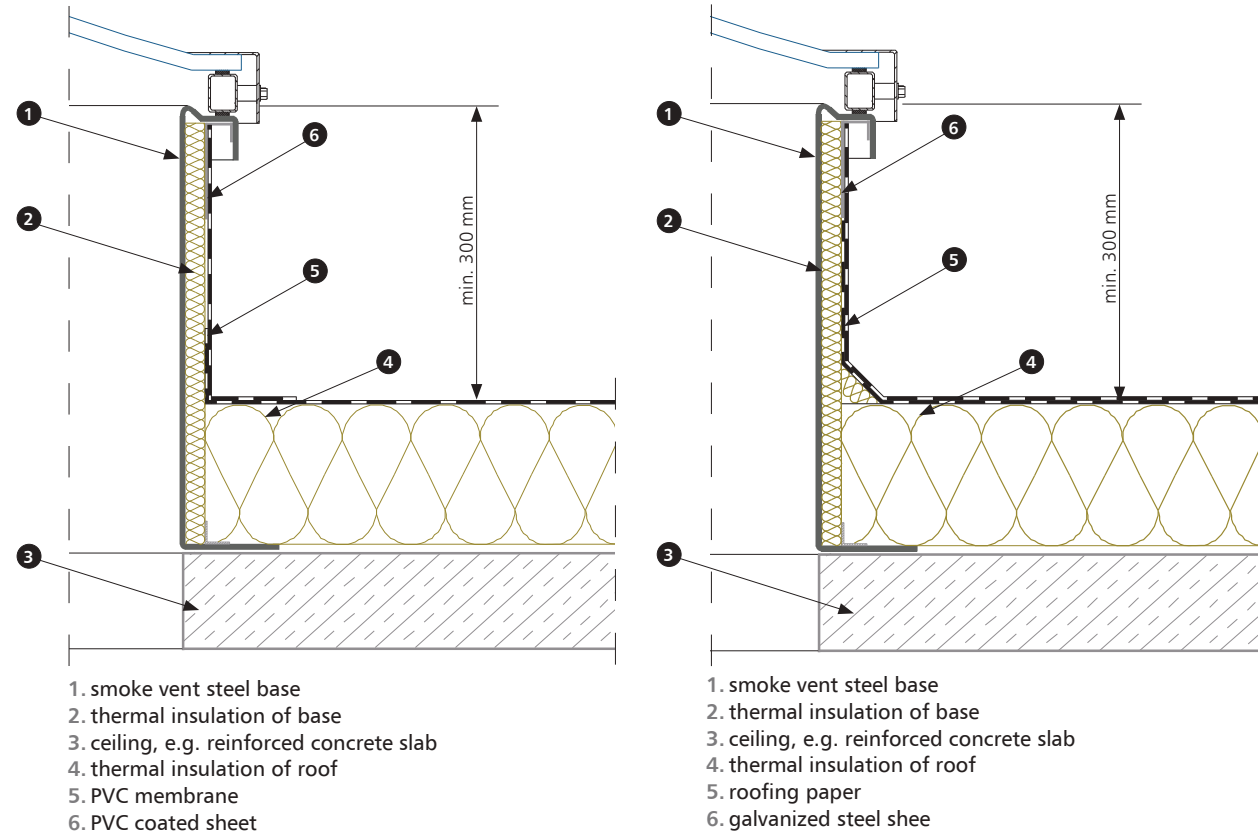 1
6
2
5
min. 300 mm
4
3
1. smoke vent steel base
2. thermal insulation of base
3. ceiling, e.g. reinforced concrete slab
4. thermal insulation of roof
5. PVC membrane
6. PVC coated sheet
1
6
2
5
min. 300 mm
4
3
1. smoke vent steel base
2. thermal insulation of base
3. ceiling, e.g. reinforced concrete slab
4. thermal insulation of roof
5. roofing paper
6. galvanized steel shee